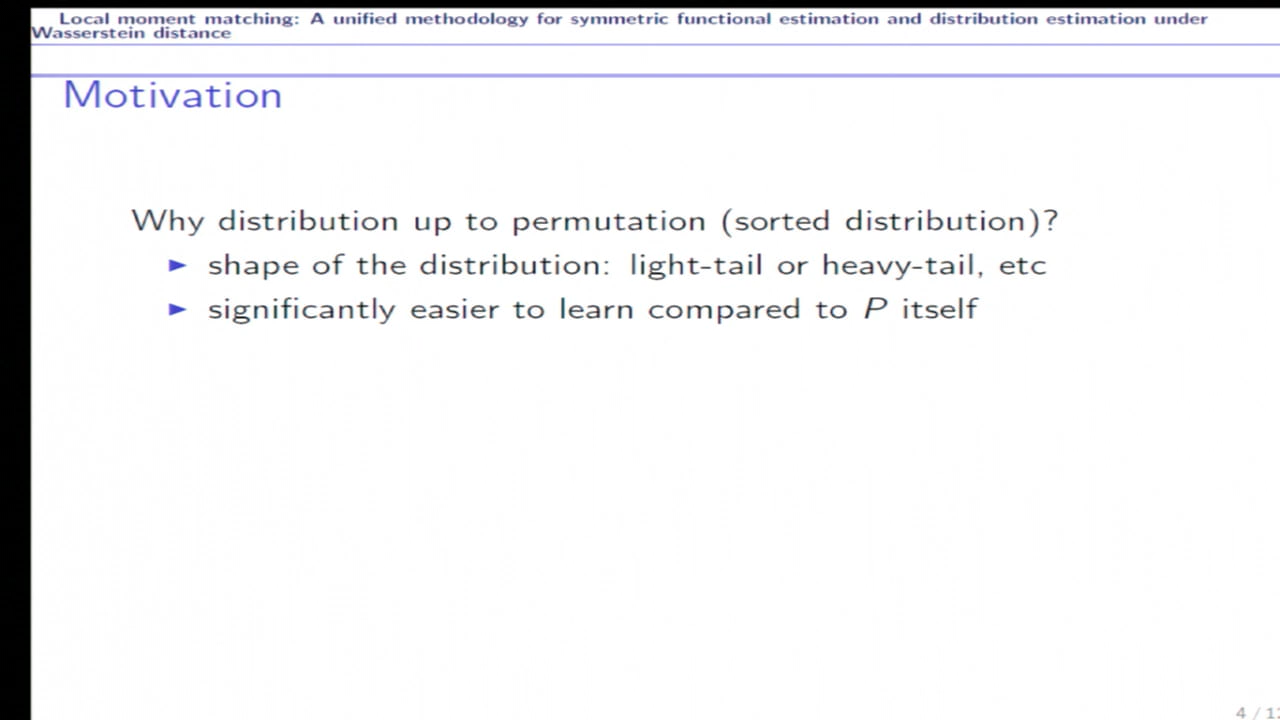 Local moment matching: A unified methodology for symmetric functional estimation and distribution estimation under
Wasserstein distance
Motivation
Why distribution up to permutation (sorted distribution)?
► shape of the distribution: light-tail or heavy-tail, etc
► significantly easier to learn compared to P itself
4 /